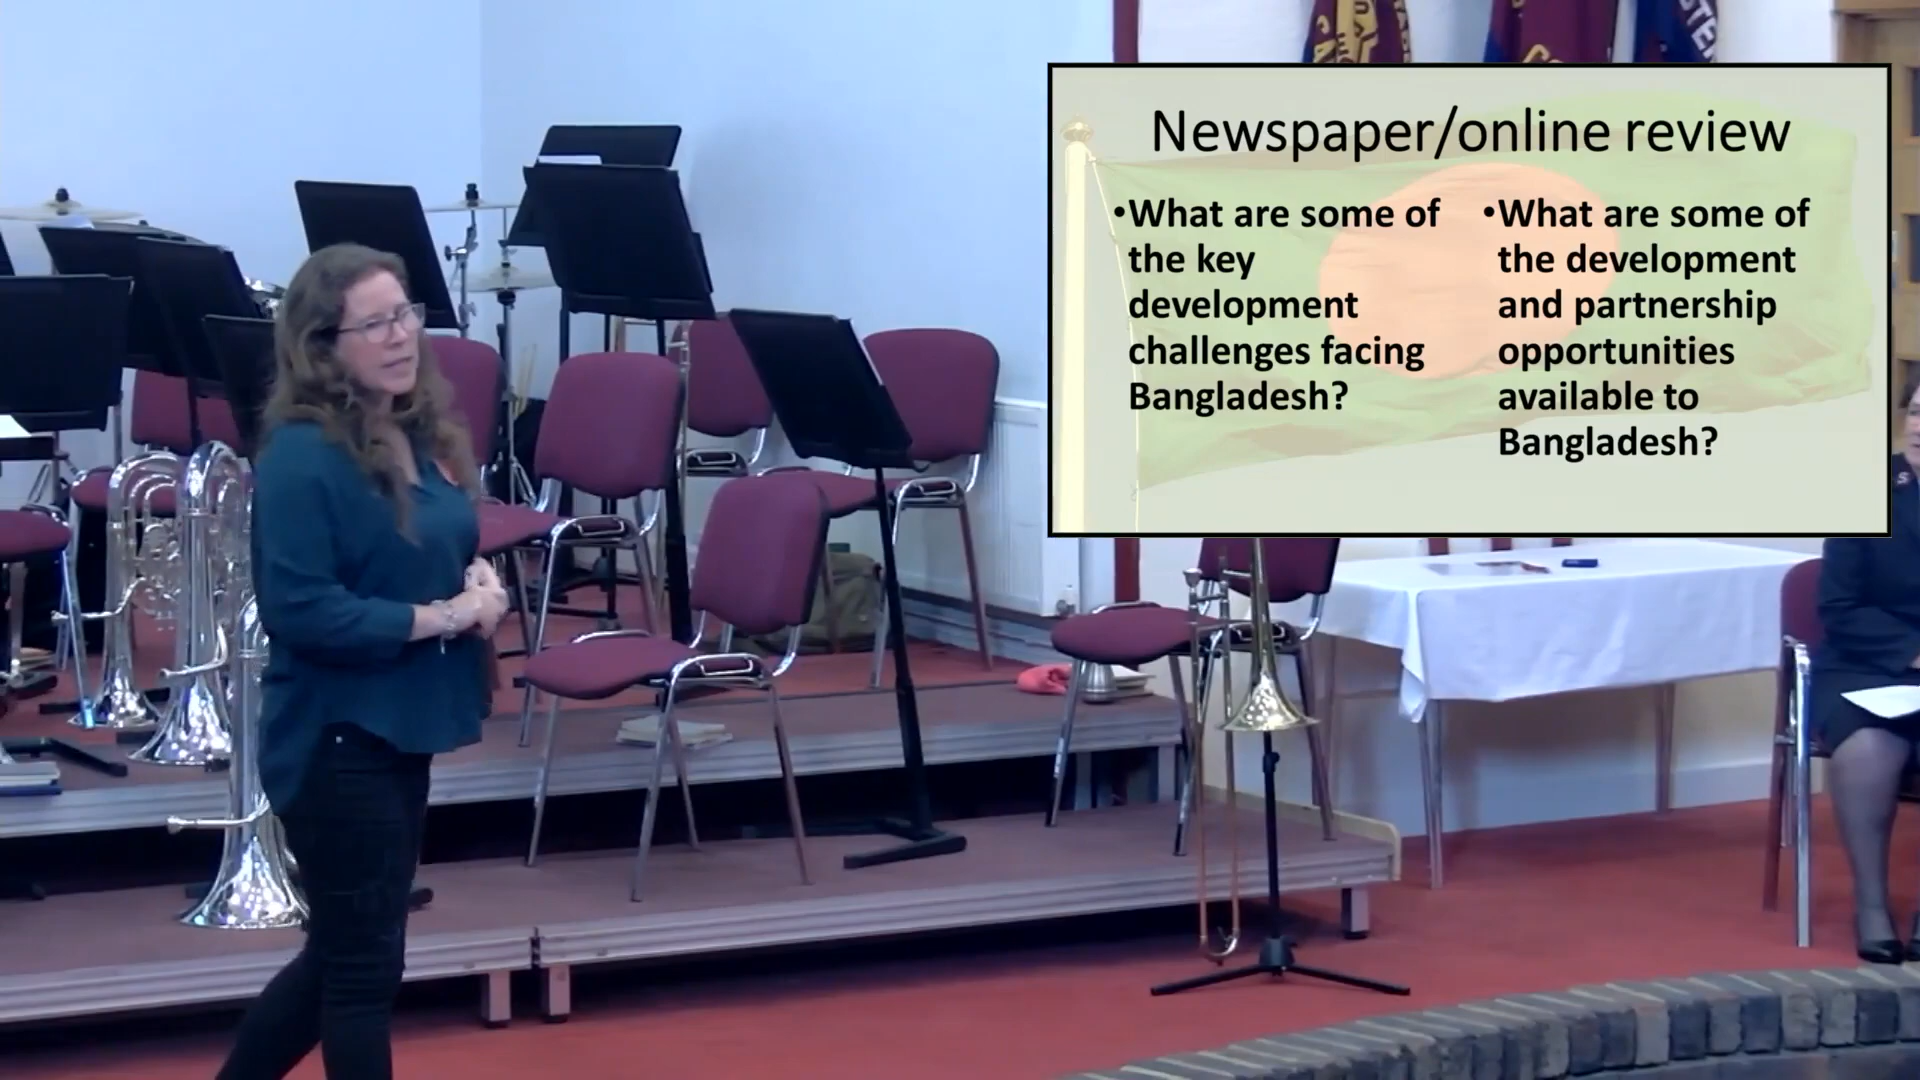 Newspaper/online review
•What are some of
the key
development
challenges facing
Bangladesh?
•What are some of
the development
and partnership
opportunities
available to
Bangladesh?